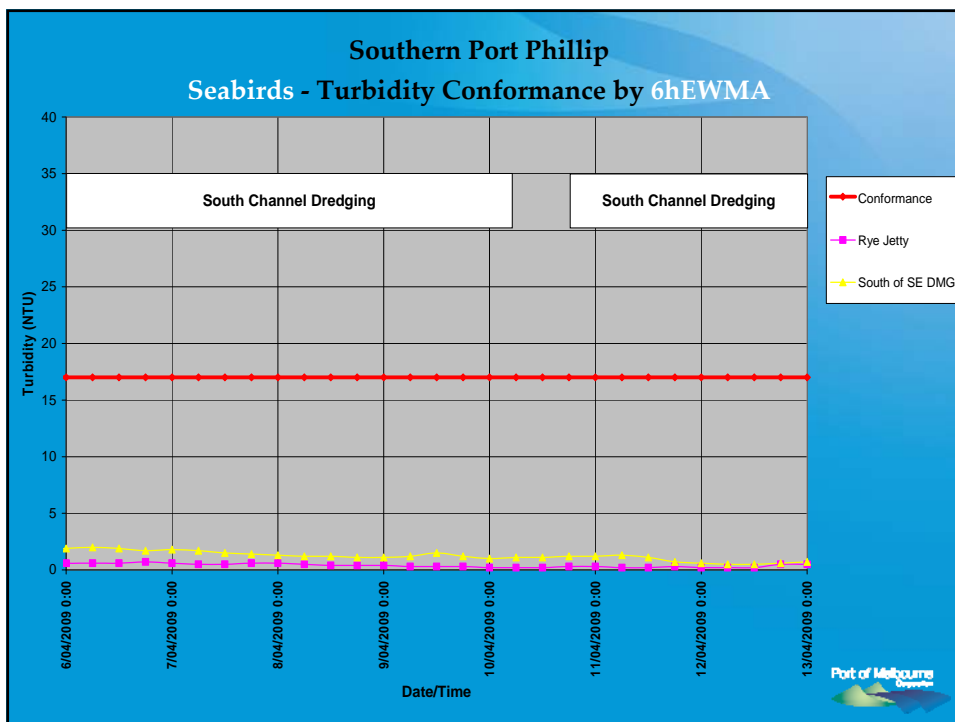 Southern Port Phillip
Seabirds - Turbidity Conformance by 6hEWMA
40
35
30
25
20
15
10
5
0
Turbidity (NTU)
South Channel Dredging
South Channel Dredging
Conformance
Rye Jetty
South of SE DMG
6/04/2009 0:00
7/04/2009 0:00
8/04/2009 0:00
9/04/2009 0:00
10/04/2009 0:00
11/04/2009 0:00
12/04/2009 0:00
13/04/2009 0:00
Date/Time
Port of Melbourne
Corporation